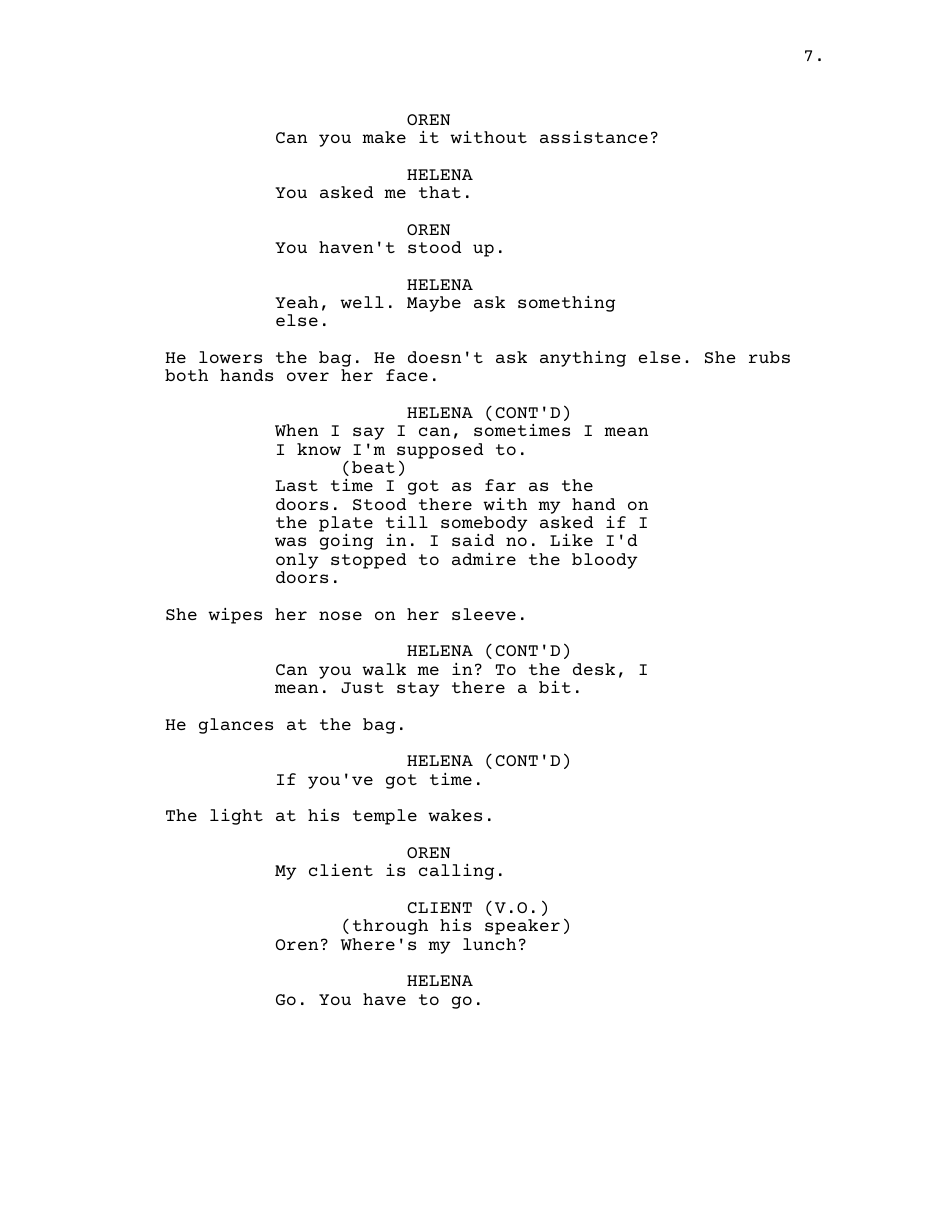 7.
OREN
Can you make it without assistance?
HELENA
You asked me that.
OREN
You haven't stood up.
HELENA
Yeah, well. Maybe ask something
else.
He lowers the bag. He doesn't ask anything else. She rubs
both hands over her face.
HELENA (CONT'D)
When I say I can, sometimes I mean
I know I'm supposed to.
(beat)
Last time I got as far as the
doors. Stood there with my hand on
the plate till somebody asked if I
was going in. I said no. Like I'd
only stopped to admire the bloody
doors.
She wipes her nose on her sleeve.
HELENA (CONT'D)
Can you walk me in? To the desk, I
mean. Just stay there a bit.
He glances at the bag.
HELENA (CONT'D)
If you've got time.
The light at his temple wakes.
OREN
My client is calling.
CLIENT (V.O.)
(through his speaker)
Oren? Where's my lunch?
HELENA
Go. You have to go.